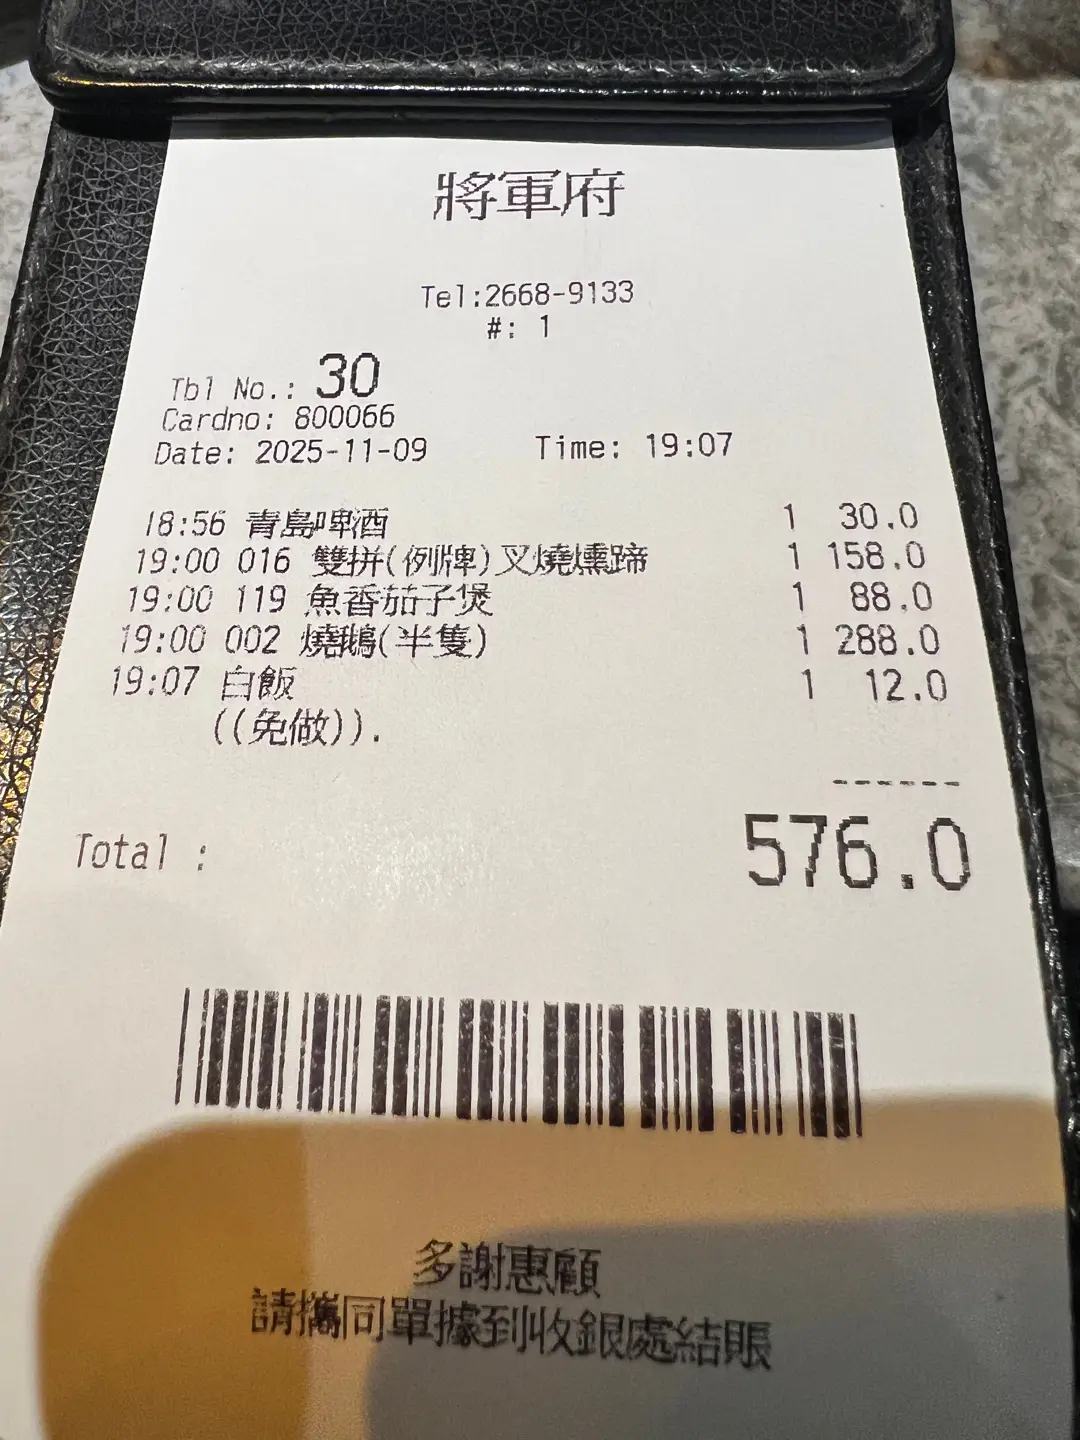 將軍府
Tel:2668-9133
#: 1
Tbl No.: 30
Cardno: 800066
Date: 2025-11-09 Time: 19:07
18:56 青島啤酒 1 30.0
19:00 016 雙拼(例牌)叉燒燻蹄 1 158.0
19:00 119 魚香茄子煲 1 88.0
19:00 002 燒鵝(半隻) 1 288.0
19:07 白飯 1 12.0
((免做)).
------
Total : 576.0
多謝惠顧
請攜同單據到收銀處結賬